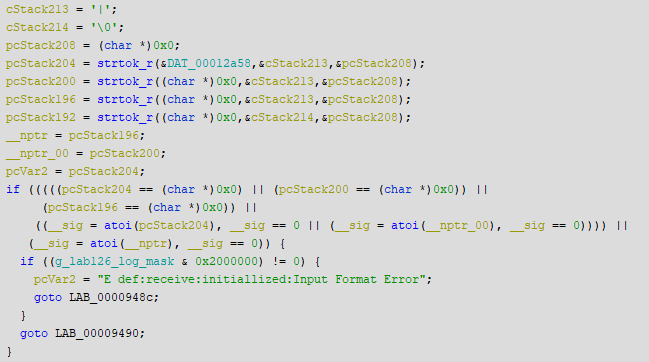 cStack213 = '|';
cStack214 = '\0';
pcStack208 = (char *)0x0;
pcStack204 = strtok_r(&DAT_00012a58,&cStack213,&pcStack208);
pcStack200 = strtok_r((char *)0x0,&cStack213,&pcStack208);
pcStack196 = strtok_r((char *)0x0,&cStack213,&pcStack208);
pcStack192 = strtok_r((char *)0x0,&cStack214,&pcStack208);
__nptr = pcStack196;
__nptr_00 = pcStack200;
pcVar2 = pcStack204;
if (((((pcStack204 == (char *)0x0) || (pcStack200 == (char *)0x0)) ||
(pcStack196 == (char *)0x0)) ||
((__sig = atoi(pcStack204), __sig == 0 || (__sig = atoi(__nptr_00), __sig == 0)))) ||
(__sig = atoi(__nptr), __sig == 0)) {
if ((g_lab126_log_mask & 0x2000000) != 0) {
pcVar2 = "E def:receive:initiallized:Input Format Error";
goto LAB_0000948c;
}
goto LAB_00009490;
}